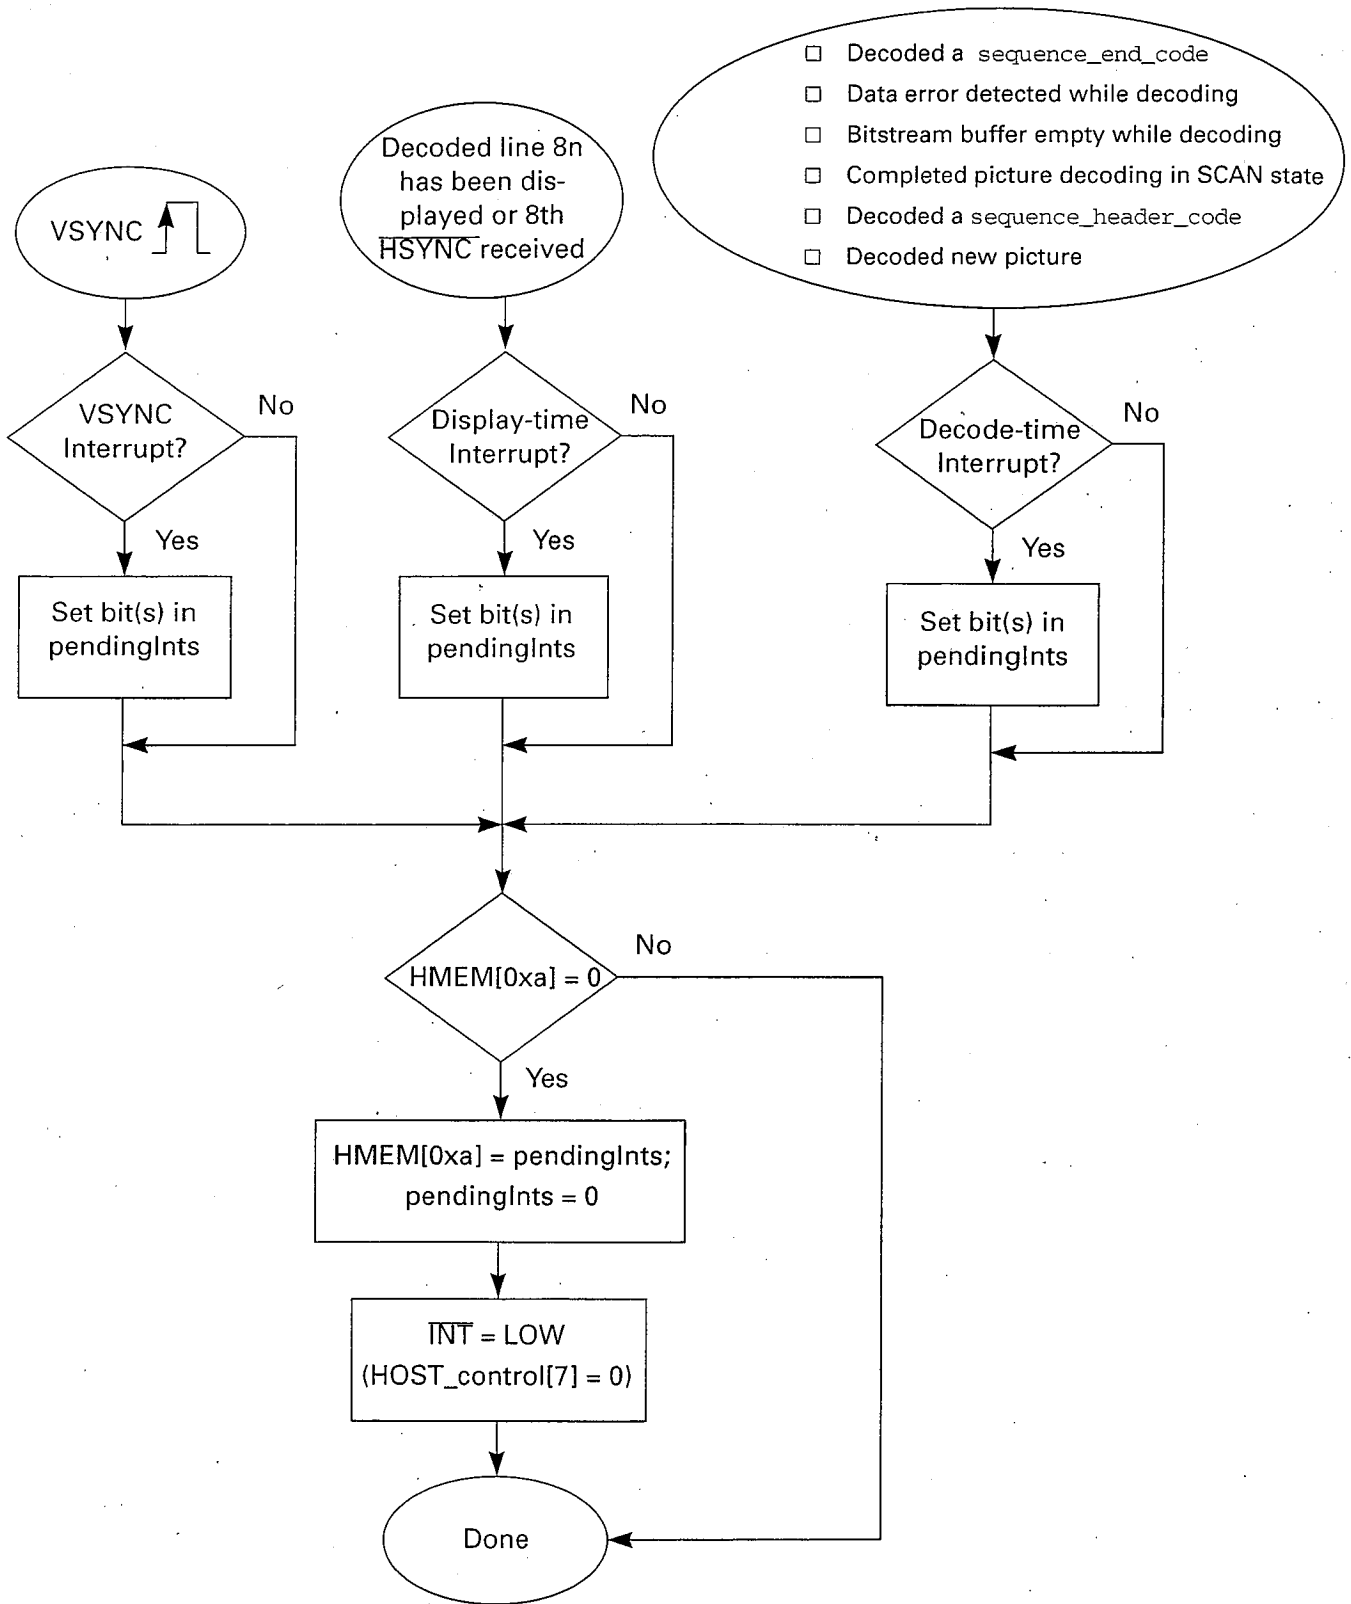 VSYNC
Decoded line 8n
has been dis-
played or 8th
HSYNC received
□ Decoded a sequence_end_code
□ Data error detected while decoding
□ Bitstream buffer empty while decoding
□ Completed picture decoding in SCAN state
□ Decoded a sequence_header_code
□ Decoded new picture
VSYNC
Interrupt?
No
Yes
Set bit(s) in
pendingInts
Display-time
Interrupt?
No
Yes
Set bit(s) in
pendingInts
Decode-time
Interrupt?
No
Yes
Set bit(s) in
pendingInts
HMEM[0xa] = 0
No
Yes
HMEM[0xa] = pendingInts;
pendingInts = 0
INT = LOW
(HOST_control[7] = 0)
Done